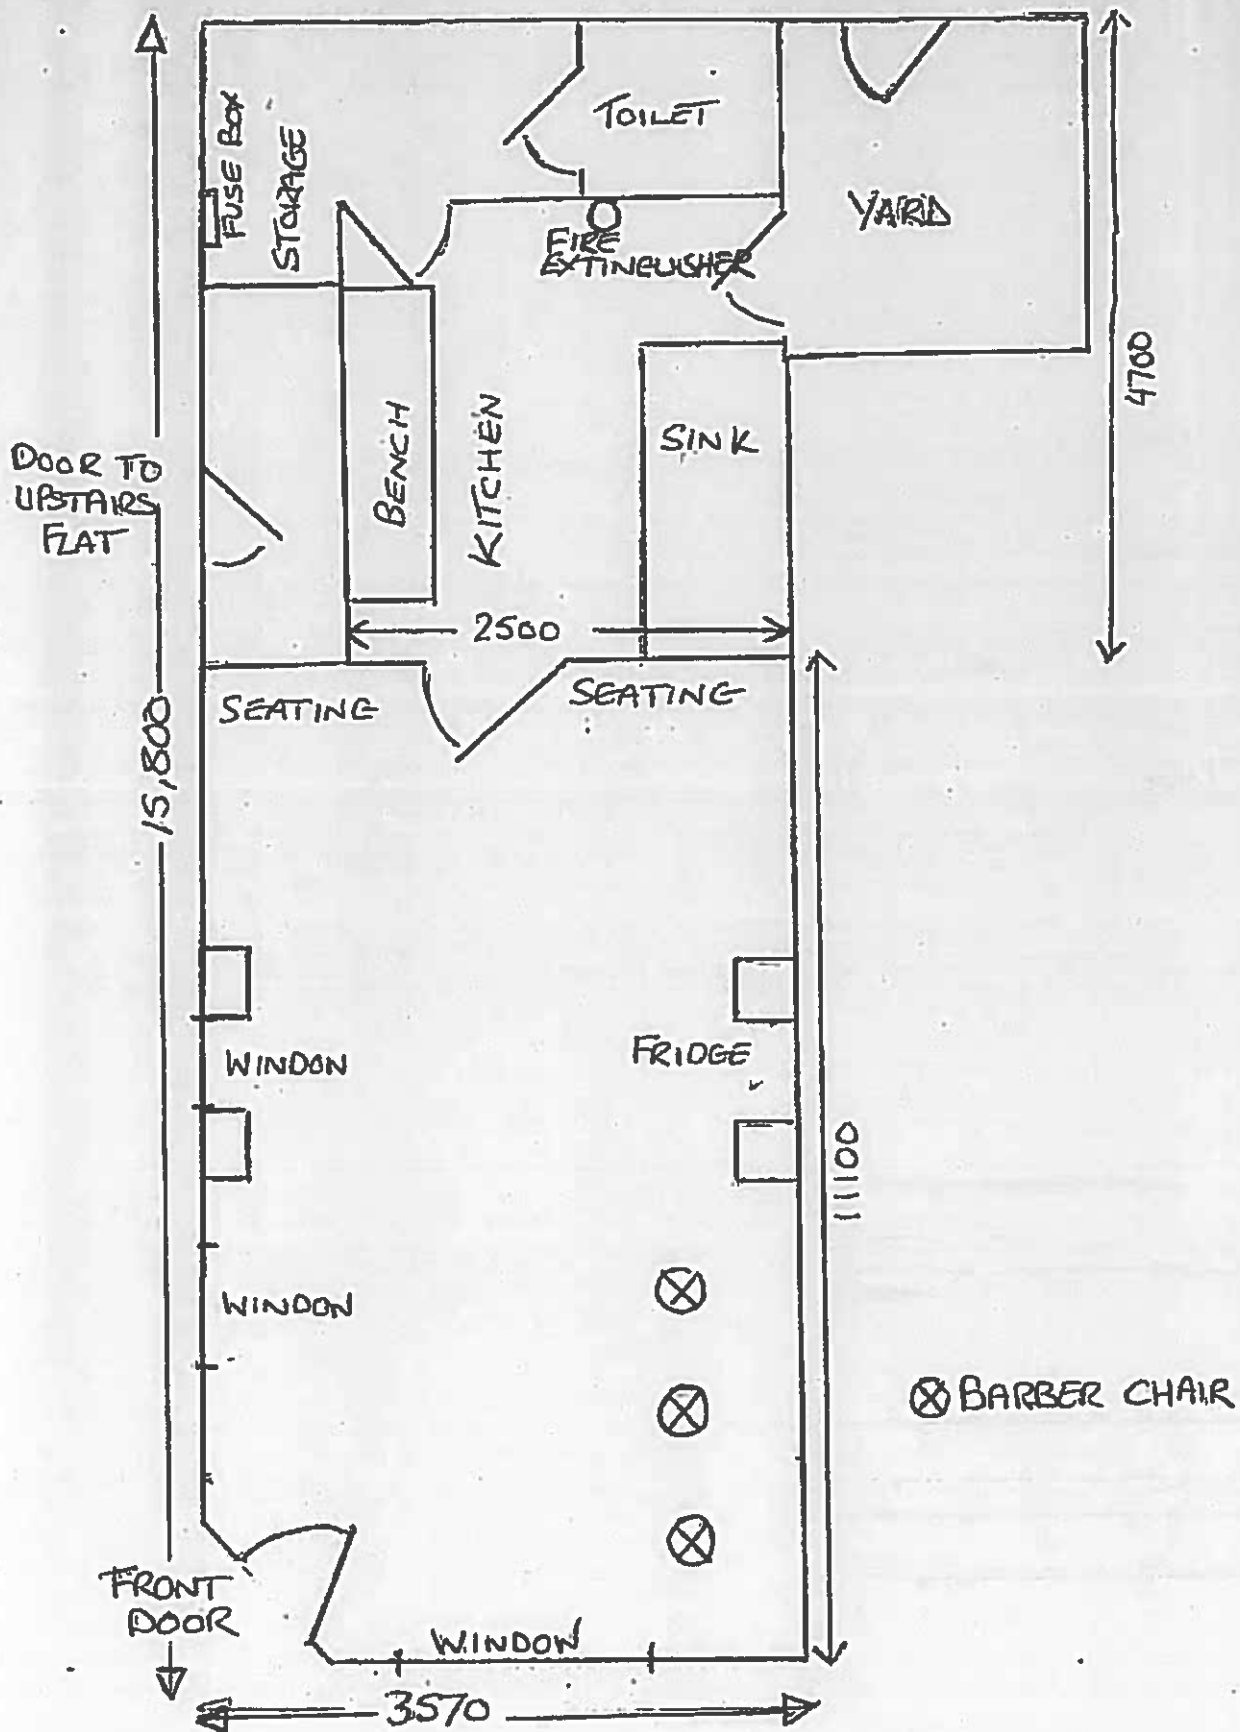 TOILET
FUSE BOX
STORAGE
YARD
FIRE
EXTINGUISHER
4700
BENCH
KITCHEN
SINK
DOOR TO
UPSTAIRS
FLAT
2500
SEATING
SEATING
15,800
WINDOW
FRIDGE
11100
WINDOW
BARBER CHAIR
FRONT
DOOR
WINDOW
3570